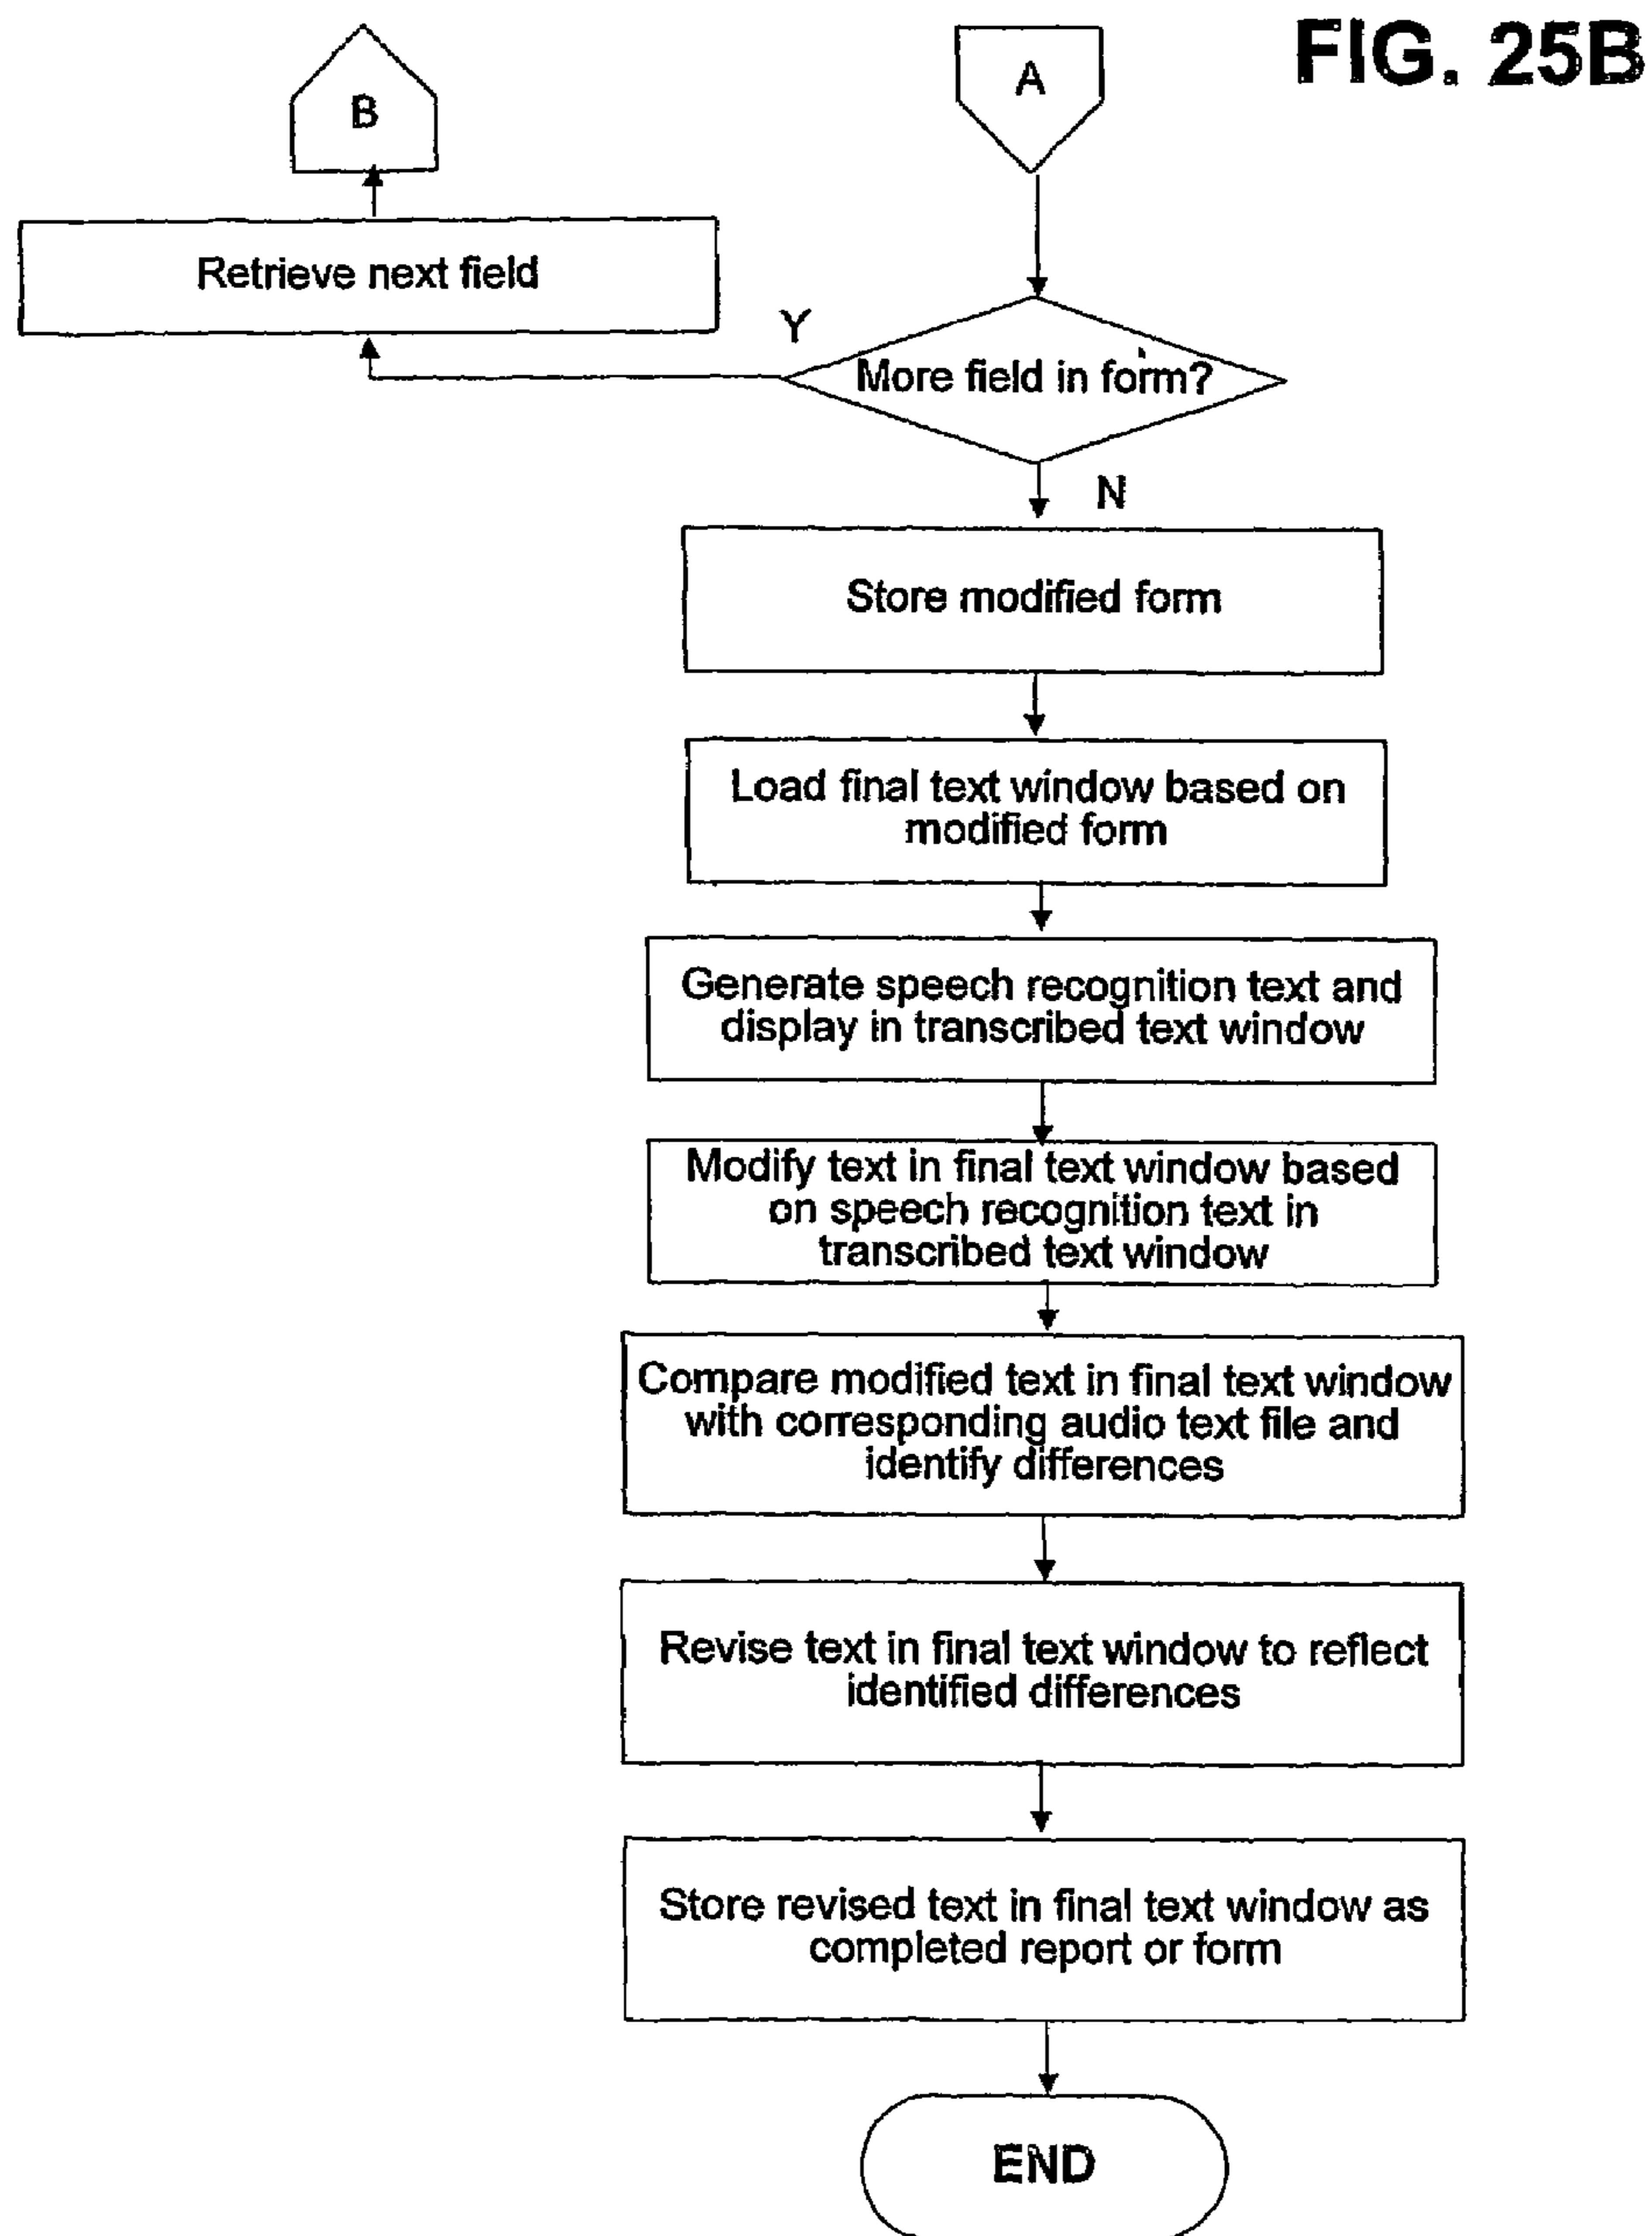 FIG. 25B
B
A
Retrieve next field
Y
More field in form?
N
Store modified form
Load final text window based on
modified form
Generate speech recognition text and
display in transcribed text window
Modify text in final text window based
on speech recognition text in
transcribed text window
Compare modified text in final text window
with corresponding audio text file and
identify differences
Revise text in final text window to reflect
identified differences
Store revised text in final text window as
completed report or form
END